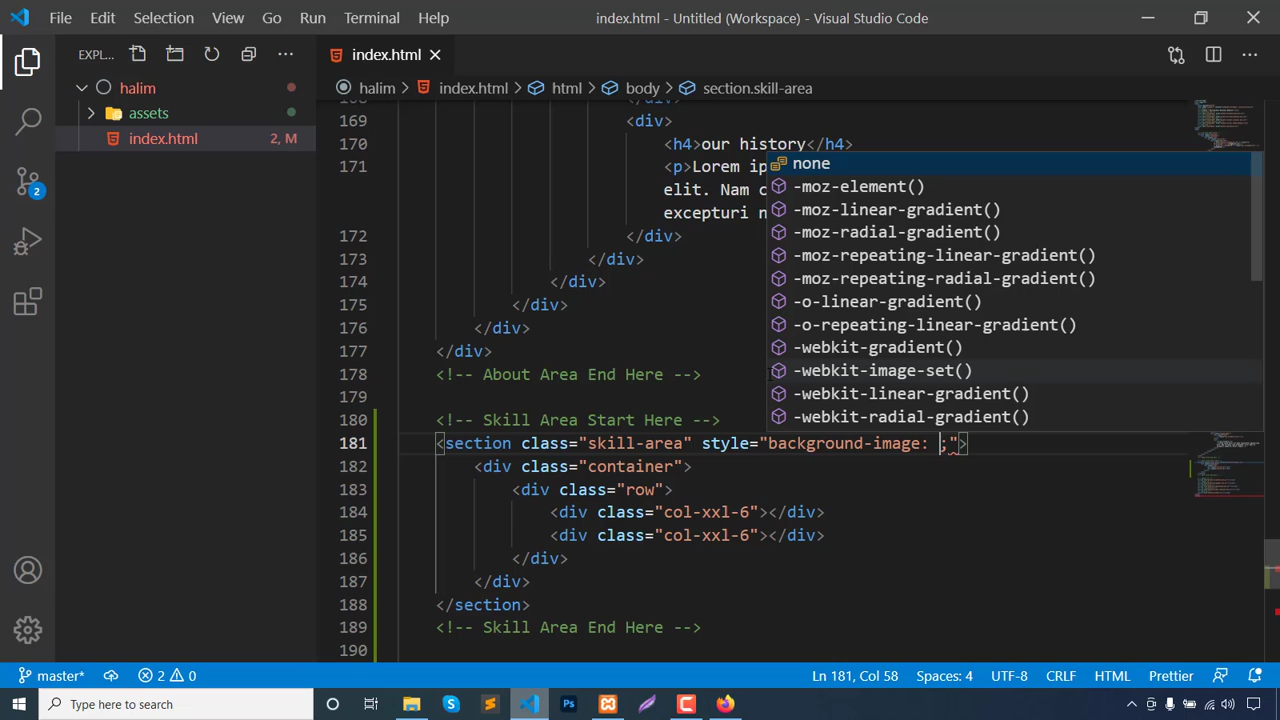 File Edit Selection View Go Run Terminal Help index.html - Untitled (Workspace) - Visual Studio Code
EXPL... index.html
halim > index.html > html > body > section.skill-area
halim
assets
index.html 2, M
169 <div>
170 <h4>our history</h4>
171 <p>Lorem ip
elit. Nam c
excepturi n
172 </div>
173 </div>
174 </div>
175 </div>
176 </div>
177 </div>
178 <!-- About Area End Here -->
179
180 <!-- Skill Area Start Here -->
181 <section class="skill-area" style="background-image: ;">
182 <div class="container">
183 <div class="row">
184 <div class="col-xxl-6"></div>
185 <div class="col-xxl-6"></div>
186 </div>
187 </div>
188 </section>
189 <!-- Skill Area End Here -->
190
none
-moz-element()
-moz-linear-gradient()
-moz-radial-gradient()
-moz-repeating-linear-gradient()
-moz-repeating-radial-gradient()
-o-linear-gradient()
-o-repeating-linear-gradient()
-webkit-gradient()
-webkit-image-set()
-webkit-linear-gradient()
-webkit-radial-gradient()
2
master* 2 0 Ln 181, Col 58 Spaces: 4 UTF-8 CRLF HTML Prettier
Type here to search